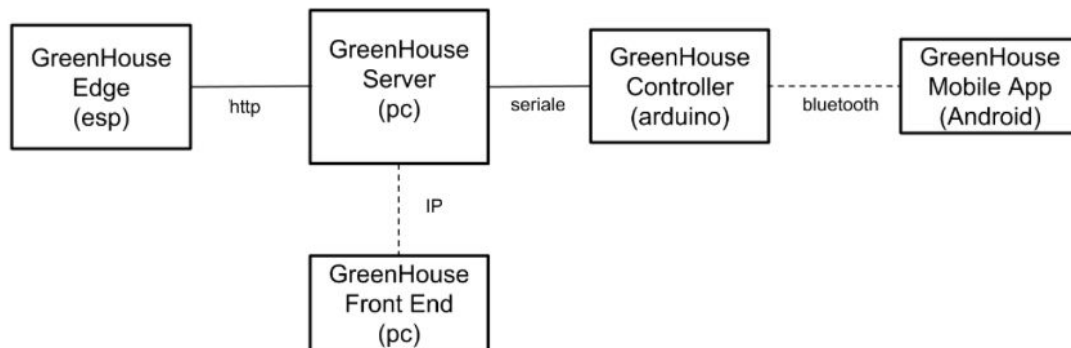 GreenHouse
Edge
(esp)
http
GreenHouse
Server
(pc)
seriale
GreenHouse
Controller
(arduino)
bluetooth
GreenHouse
Mobile App
(Android)
IP
GreenHouse
Front End
(pc)